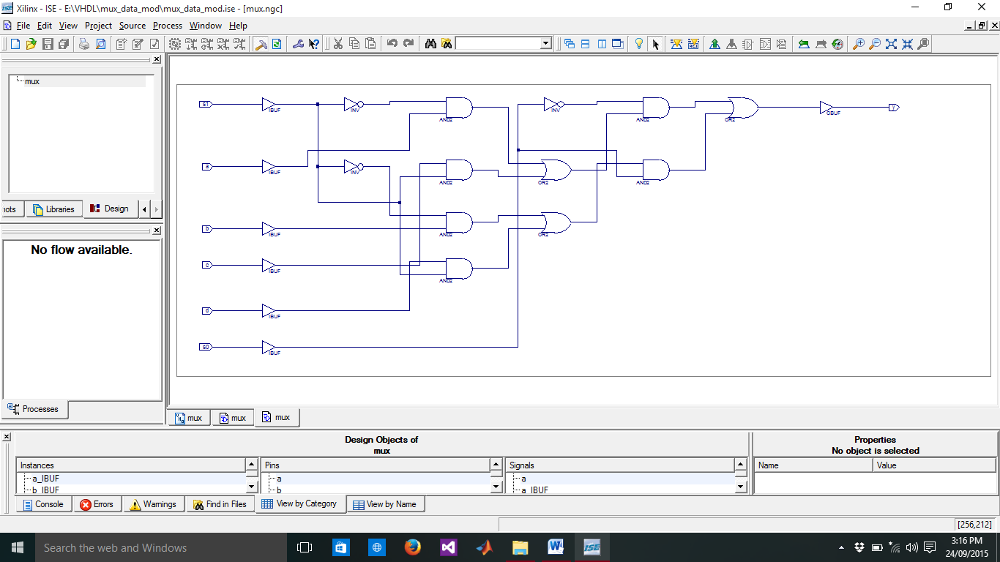 Xilinx - ISE - E:\VHDL\mux_data_mod\mux_data_mod.ise - [mux.ngc]
File Edit View Project Source Process Window Help
mux
Libraries
Design
No flow available.
Processes
s1
IBUF
INV
AND2
INV
AND2
OR2
OBUF
y
a
IBUF
INV
AND2
OR2
AND2
b
IBUF
AND2
OR2
c
IBUF
AND2
d
IBUF
s0
IBUF
mux
mux
mux
Design Objects of
mux
Properties
No object is selected
Instances
Pins
Signals
Name
Value
a_IBUF
a
a
b_IBUF
b
a_IBUF
Console
Errors
Warnings
Find in Files
View by Category
View by Name
[256,212]
Search the web and Windows
ISE
3:16 PM
24/09/2015